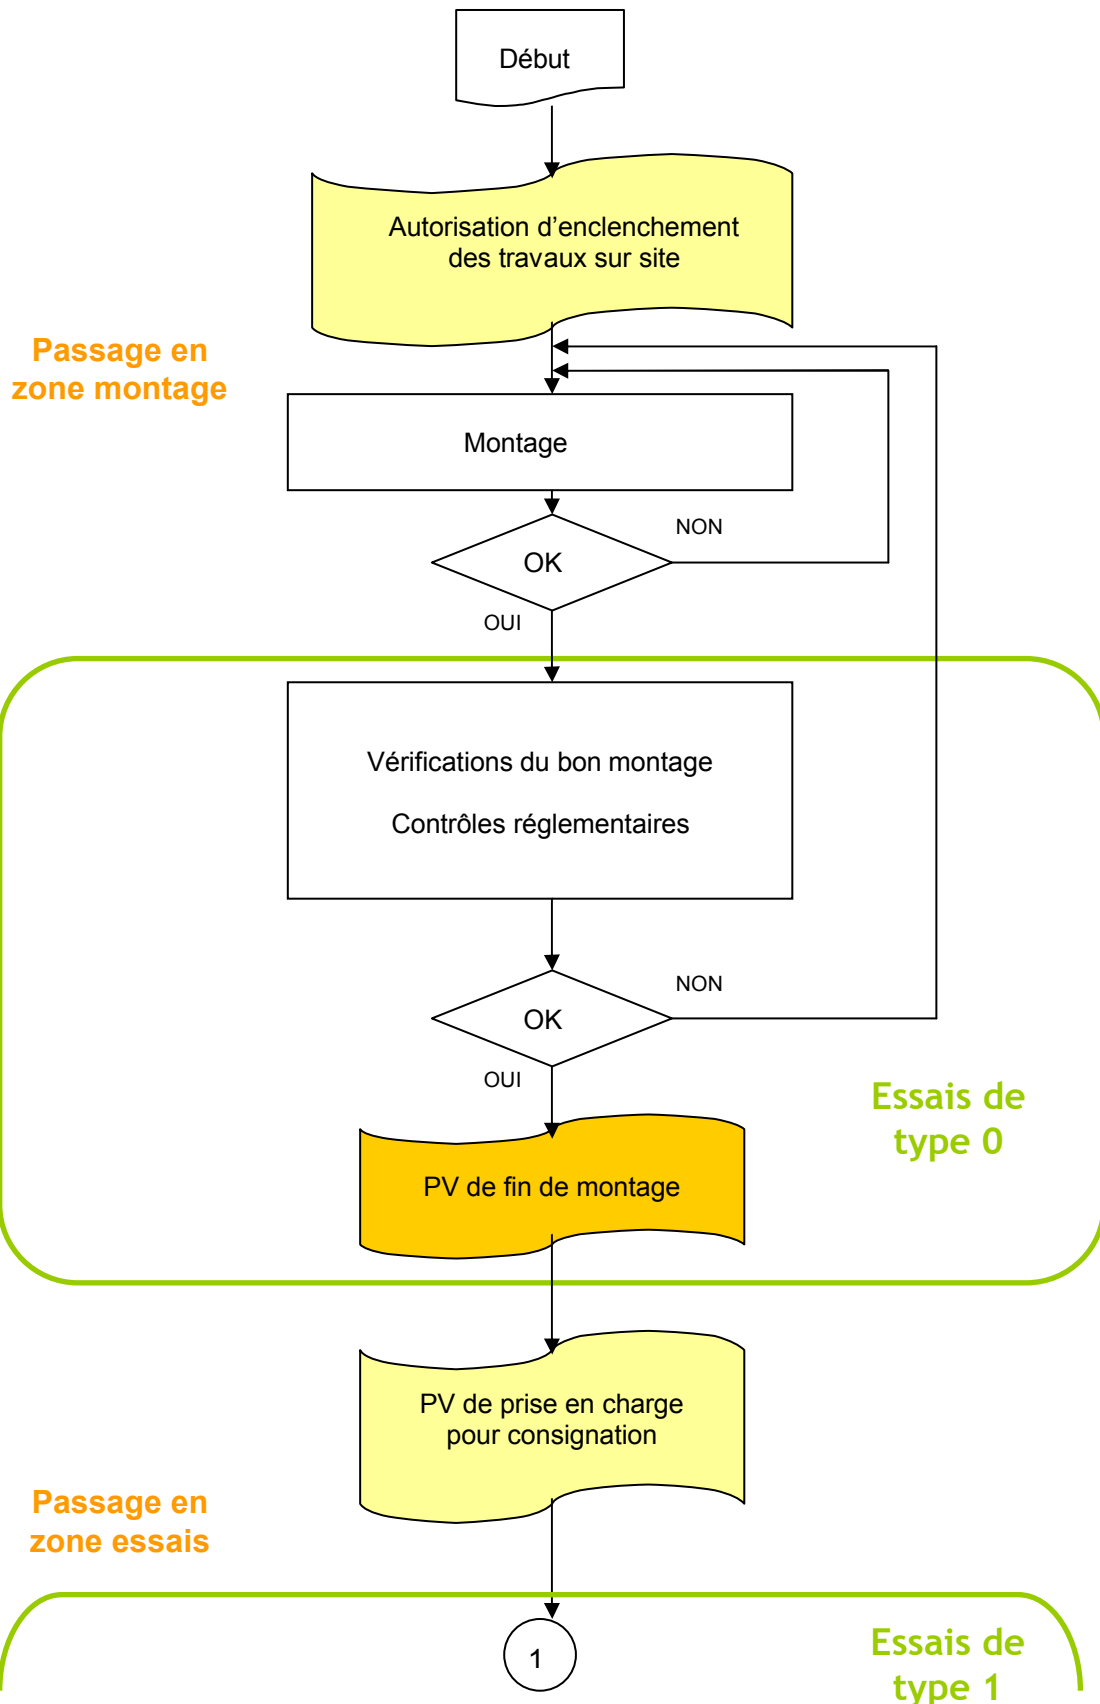 Début
Autorisation d’enclenchement
des travaux sur site
Passage en
zone montage
Montage
NON
OK
OUI
Vérifications du bon montage
Contrôles réglementaires
NON
OK
OUI
Essais de
type 0
PV de fin de montage
PV de prise en charge
pour consignation
Passage en
zone essais
1
Essais de
type 1